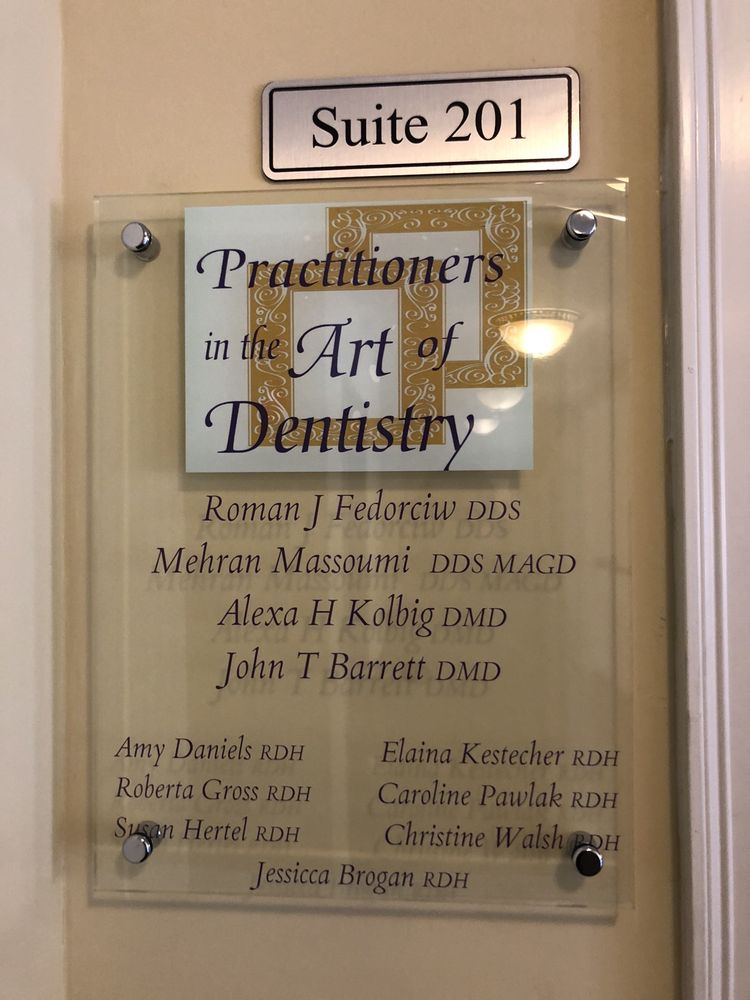 Suite 201
Practitioners
in the Art of
Dentistry
Roman J Fedorciw DDS
Mehran Massoumi DDS MAGD
Alexa H Kolbig DMD
John T Barrett DMD
Amy Daniels RDH
Elaina Kestecher RDH
Roberta Gross RDH
Caroline Pawlak RDH
Susan Hertel RDH
Christine Walsh RDH
Jessicca Brogan RDH